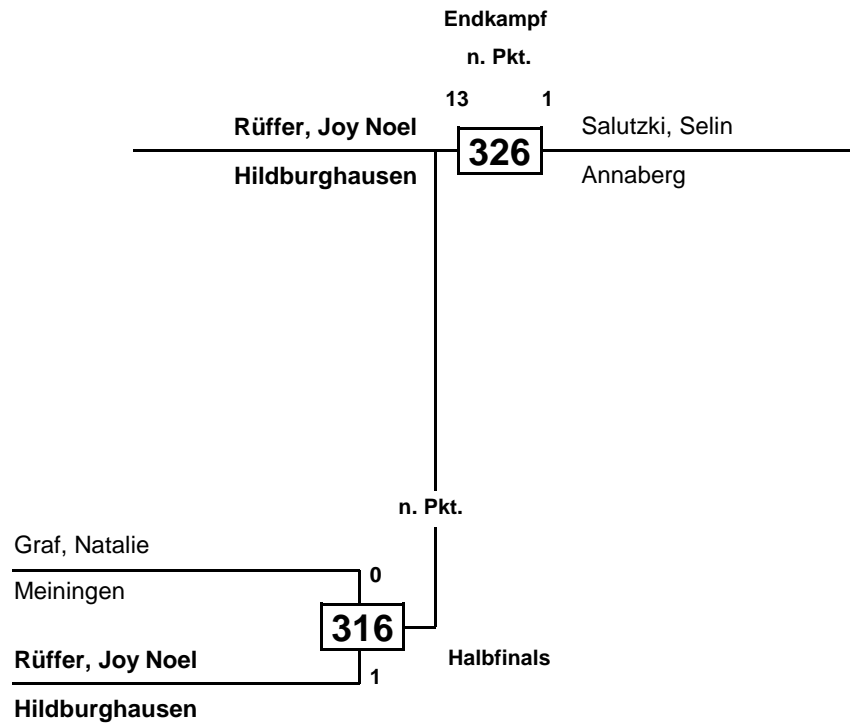 Endkampf
n. Pkt.
13 1
Rüffer, Joy Noel 326 Salutzki, Selin
Hildburghausen Annaberg
n. Pkt.
Graf, Natalie
0
Meiningen
316
Rüffer, Joy Noel Halbfinals
1
Hildburghausen